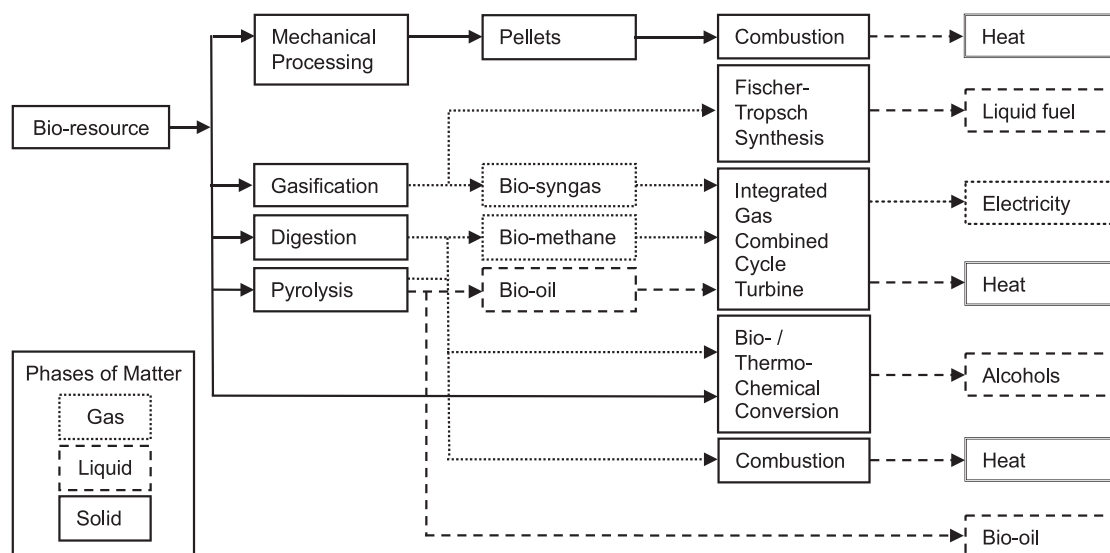 Mechanical
Processing
Pellets
Combustion
Heat
Fischer-
Tropsch
Synthesis
Liquid fuel
Bio-resource
Gasification
Bio-syngas
Integrated
Gas
Combined
Cycle
Turbine
Electricity
Digestion
Bio-methane
Pyrolysis
Bio-oil
Heat
Bio- /
Thermo-
Chemical
Conversion
Alcohols
Combustion
Heat
Bio-oil
Phases of Matter
Gas
Liquid
Solid